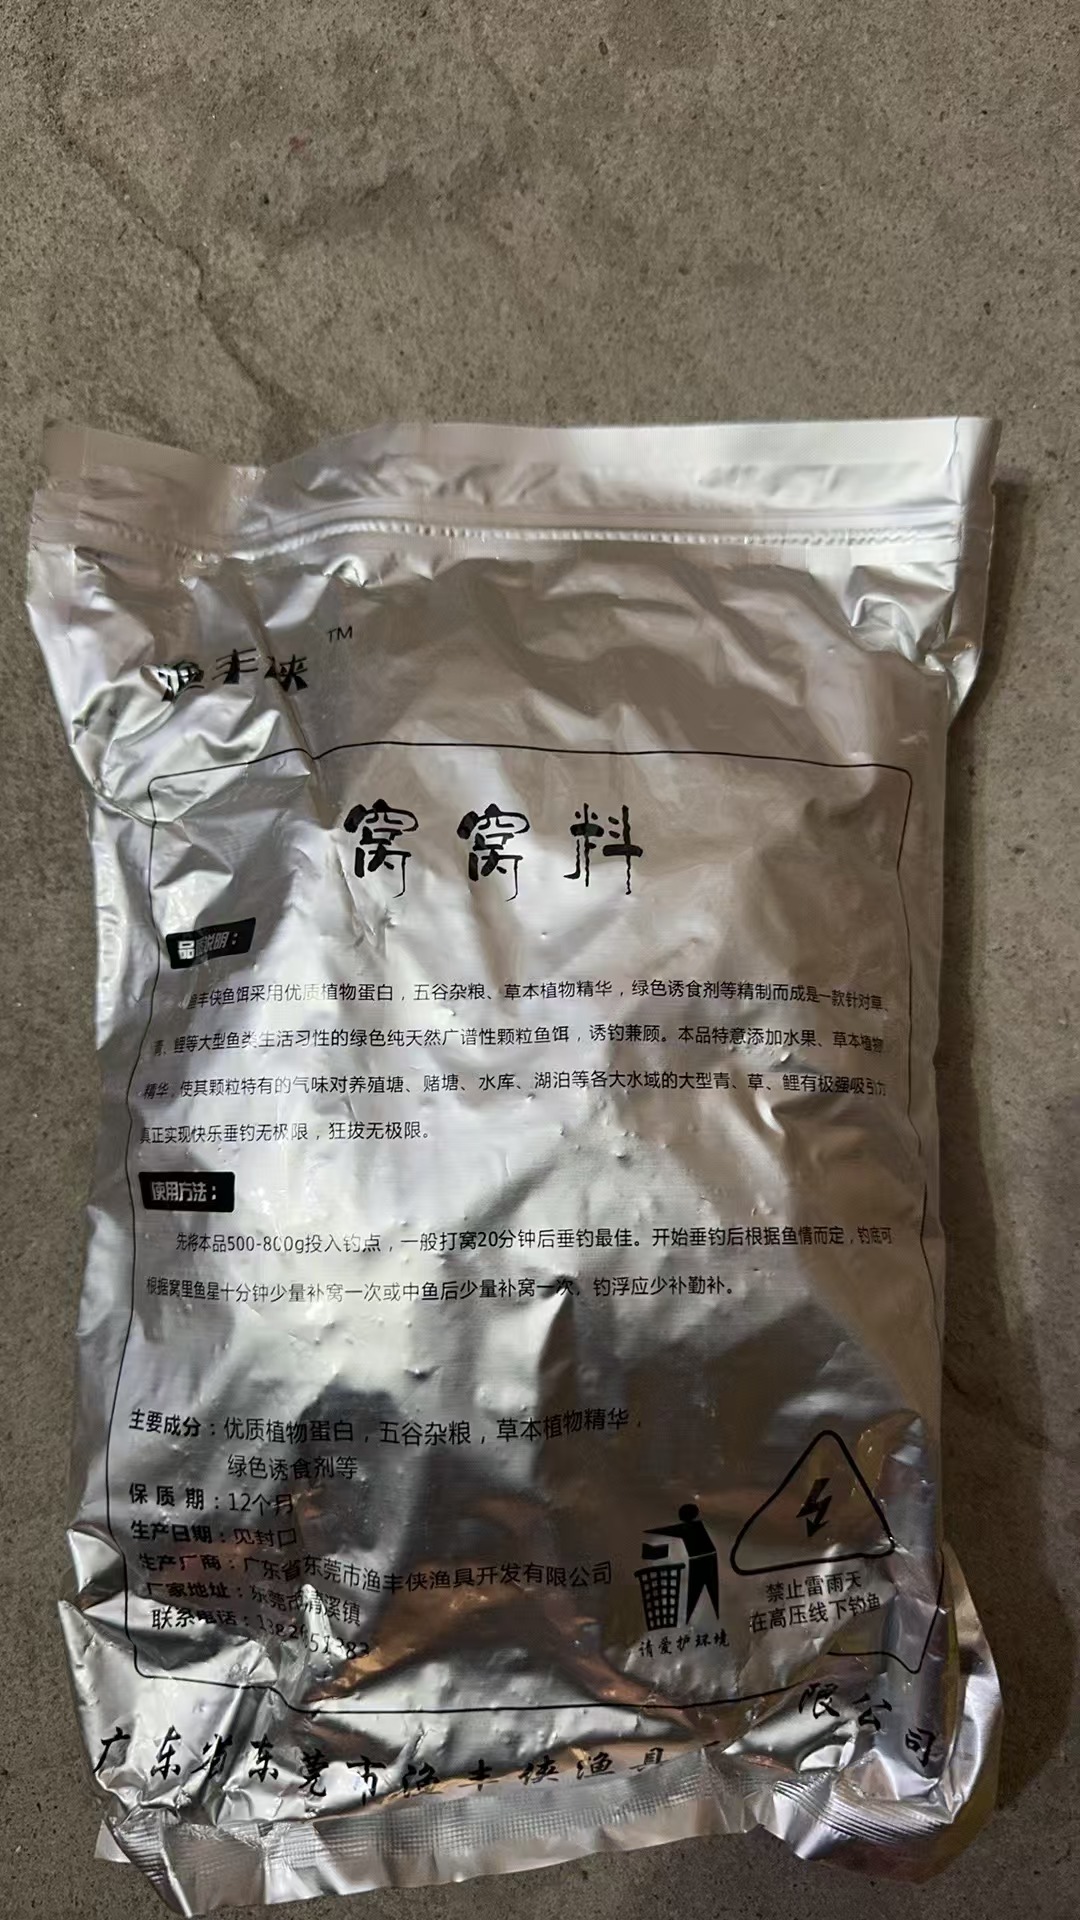 渔丰侠 TM
窝窝料
品质说明：
渔丰侠鱼饵采用优质植物蛋白，五谷杂粮、草本植物精华，绿色诱食剂等精制而成是一款针对草、
青、鲤等大型鱼类生活习性的绿色纯天然广谱性颗粒鱼饵，诱钓兼顾。本品特意添加水果、草本植物
精华，使其颗粒特有的气味对养殖塘、赌塘、水库、湖泊等各大水域的大型青、草、鲤有极强吸引力
真正实现快乐垂钓无极限，狂拔无极限。
使用方法：
先将本品500-800g投入钓点，一般打窝20分钟后垂钓最佳。开始垂钓后根据鱼情而定，钓底可
根据窝里鱼星十分钟少量补窝一次或中鱼后少量补窝一次，钓浮应少补勤补。
主要成分：优质植物蛋白，五谷杂粮，草本植物精华，
绿色诱食剂等
保质期：12个月
生产日期：见封口
生产厂商：广东省东莞市渔丰侠渔具开发有限公司
厂家地址：东莞市清溪镇
联系电话：
请爱护环境
禁止雷雨天
在高压线下钓鱼
广东省东莞市渔丰侠渔具 限公司